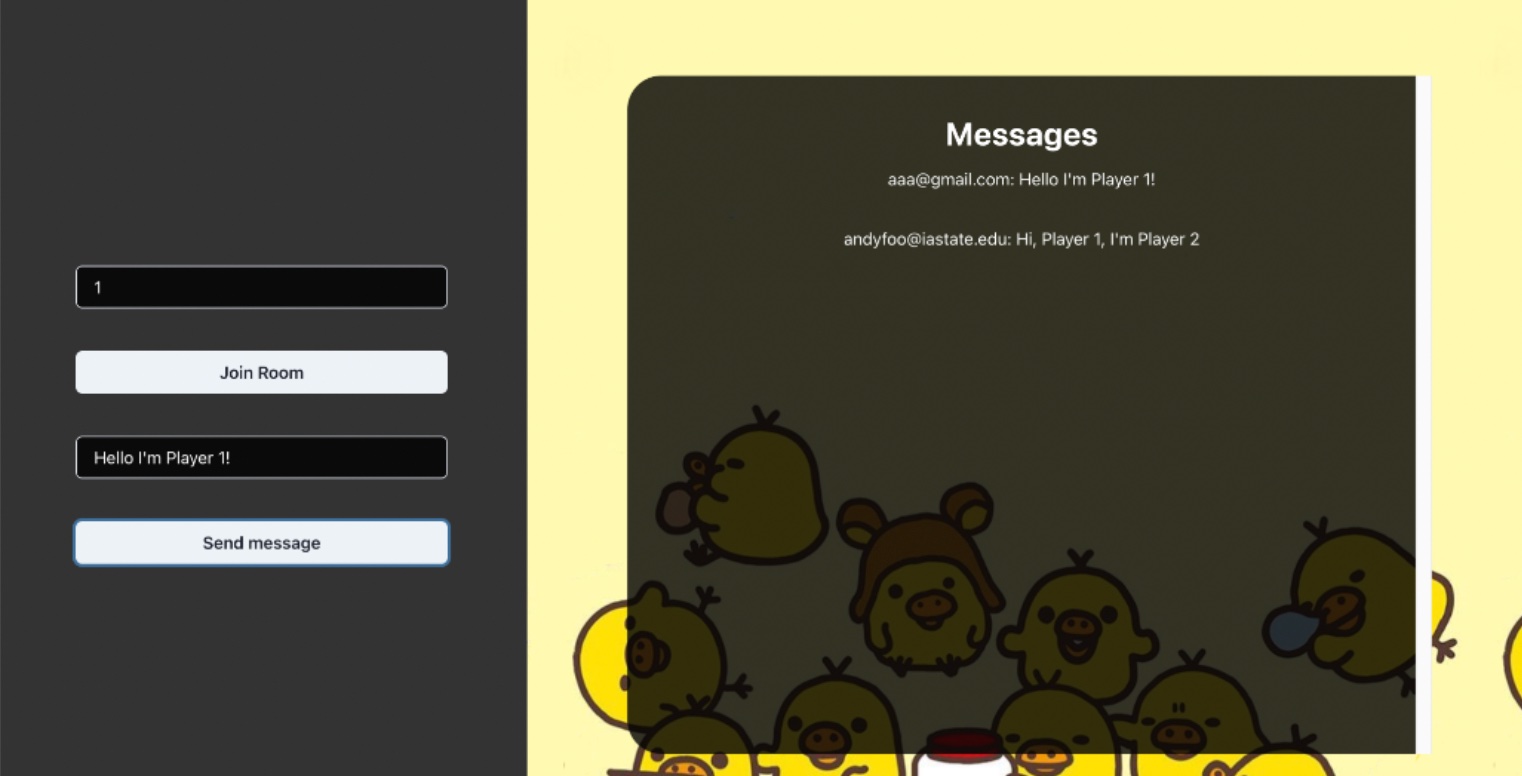 1
Join Room
Hello I'm Player 1!
Send message
Messages
aaa@gmail.com: Hello I'm Player 1!
andyfoo@iastate.edu: Hi, Player 1, I'm Player 2